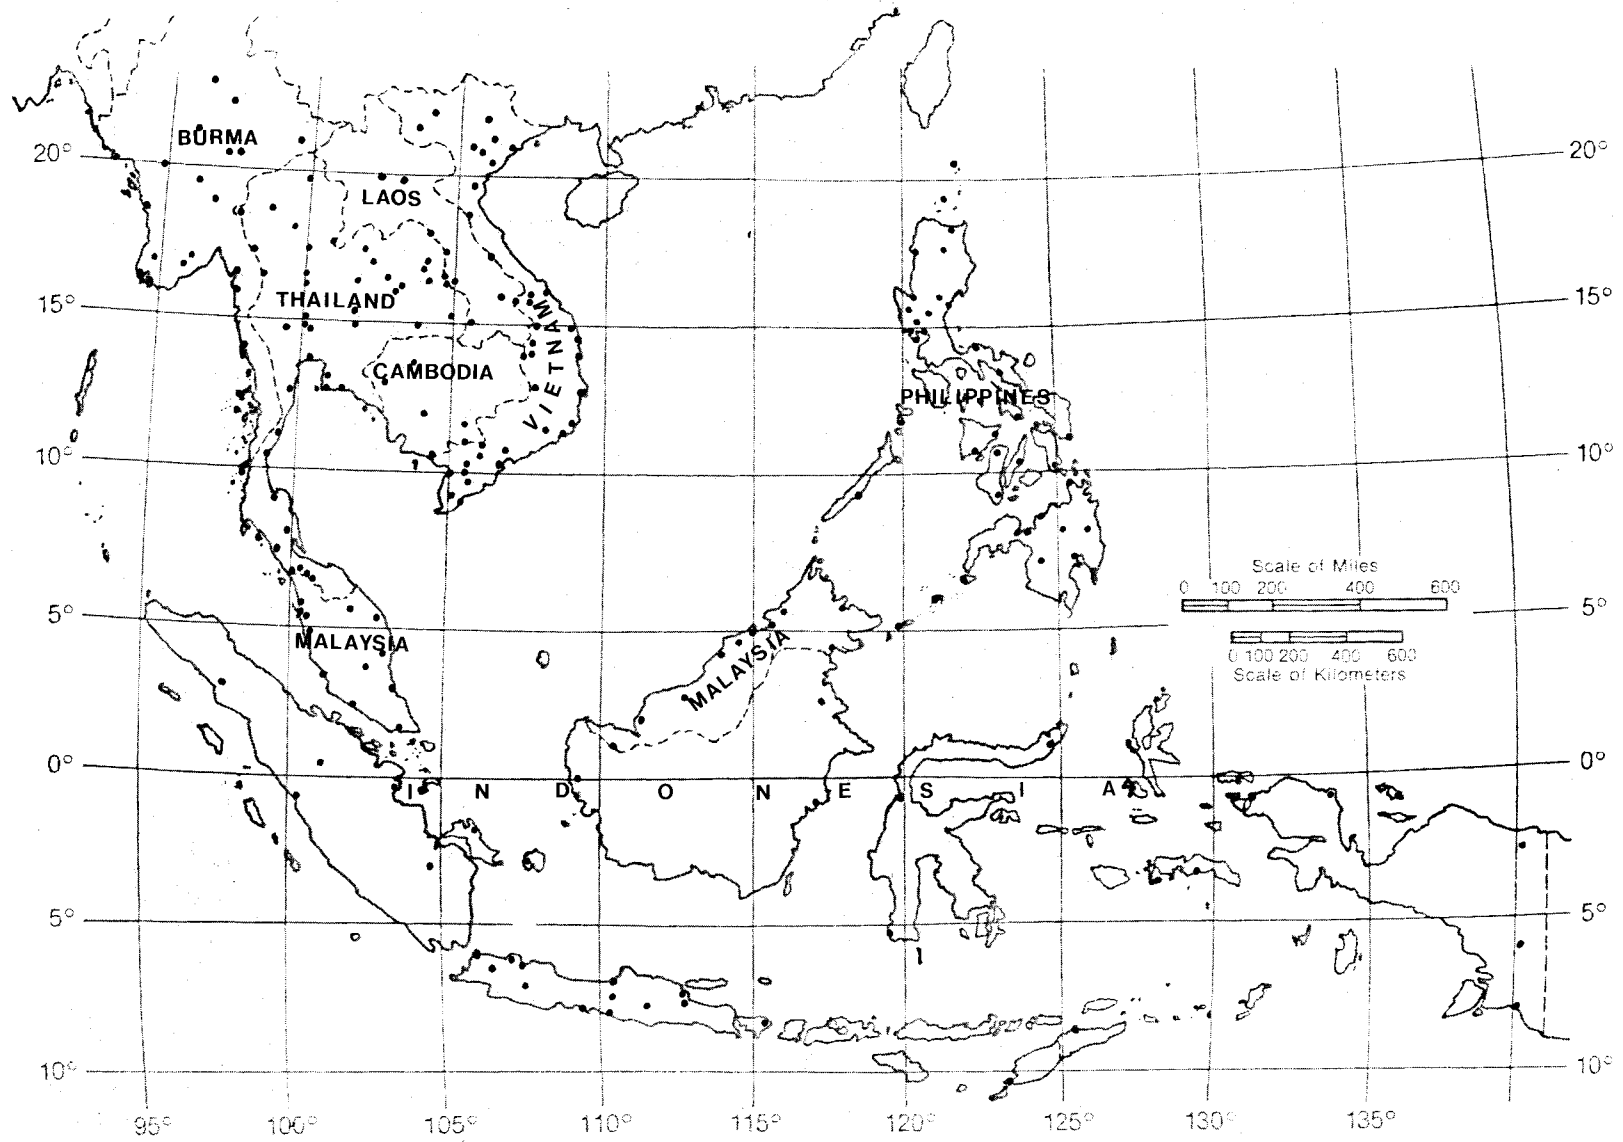 BURMA
20° 20°
LAOS
THAILAND
15° 15°
VIETNAM
CAMBODIA
PHILIPPINES
10° 10°
Scale of Miles
0 100 200 400 600
5° 5°
MALAYSIA
MALAYSIA
0 100 200 400 600
Scale of Kilometers
0° 0°
INDONESIA
5° 5°
10° 10°
95° 100° 105° 110° 115° 120° 125° 130° 135°